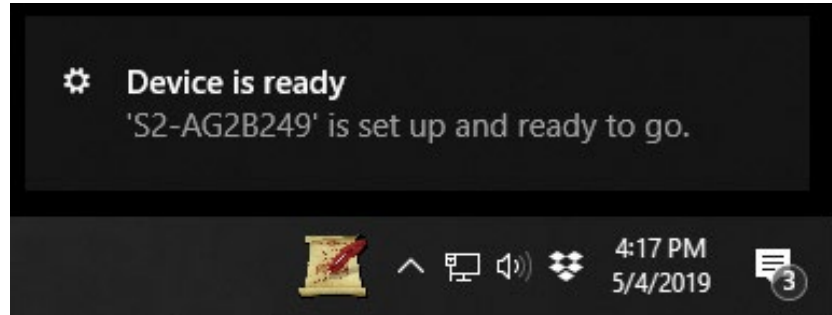 Device is ready
'S2-AG2B249' is set up and ready to go.
4:17 PM
5/4/2019
3